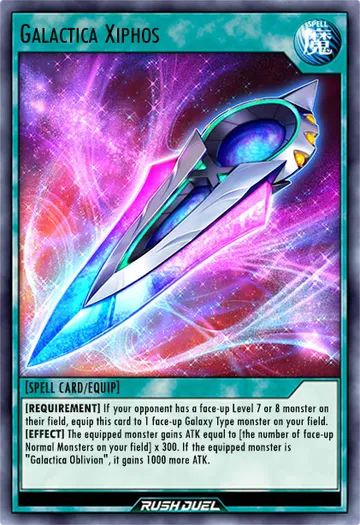 Galactica Xiphos
SPELL
魔
[SPELL CARD/EQUIP]
[REQUIREMENT] If your opponent has a face-up Level 7 or 8 monster on
their field, equip this card to 1 face-up Galaxy Type monster on your field.
[EFFECT] The equipped monster gains ATK equal to [the number of face-up
Normal Monsters on your field] x 300. If the equipped monster is
"Galactica Oblivion", it gains 1000 more ATK.
RUSH DUEL